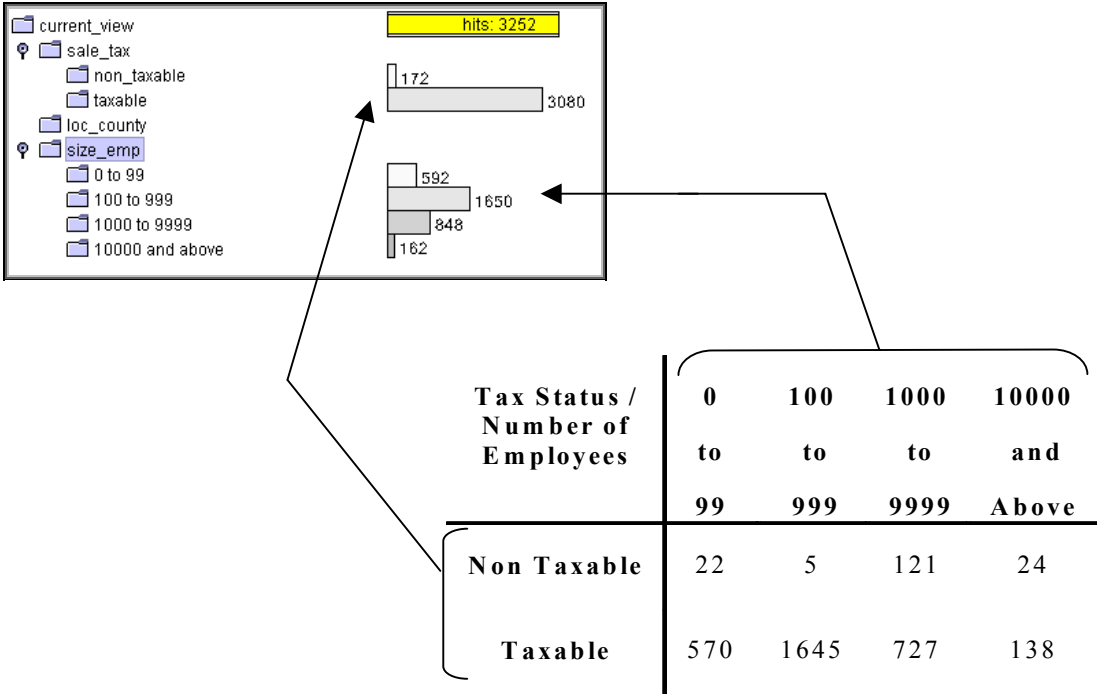 current_view hits: 3252
sale_tax
non_taxable 172
taxable 3080
loc_county
size_emp
0 to 99 592
100 to 999 1650
1000 to 9999 848
10000 and above 162
Tax Status / 0 100 1000 10000
Number of
Employees to to to and
99 999 9999 Above
Non Taxable 22 5 121 24
Taxable 570 1645 727 138